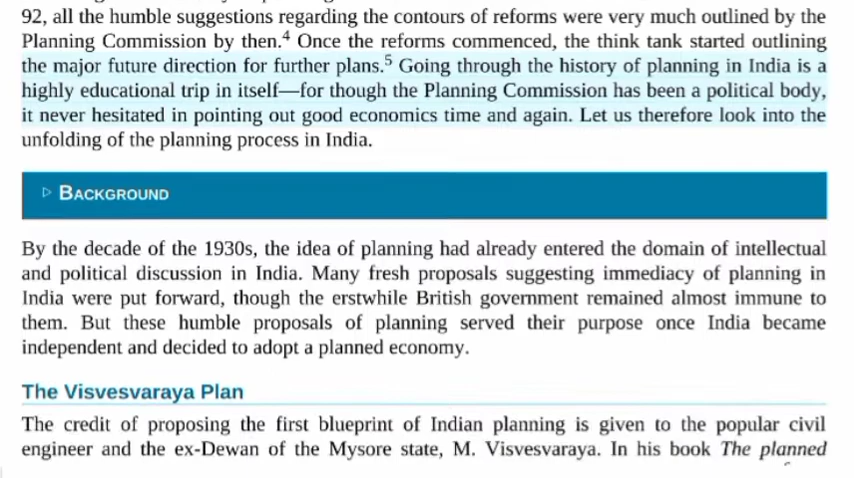 92, all the humble suggestions regarding the contours of reforms were very much outlined by the
Planning Commission by then.4 Once the reforms commenced, the think tank started outlining
the major future direction for further plans.5 Going through the history of planning in India is a
highly educational trip in itself—for though the Planning Commission has been a political body,
it never hesitated in pointing out good economics time and again. Let us therefore look into the
unfolding of the planning process in India.
▷ BACKGROUND
By the decade of the 1930s, the idea of planning had already entered the domain of intellectual
and political discussion in India. Many fresh proposals suggesting immediacy of planning in
India were put forward, though the erstwhile British government remained almost immune to
them. But these humble proposals of planning served their purpose once India became
independent and decided to adopt a planned economy.
The Visvesvaraya Plan
The credit of proposing the first blueprint of Indian planning is given to the popular civil
engineer and the ex-Dewan of the Mysore state, M. Visvesvaraya. In his book The planned